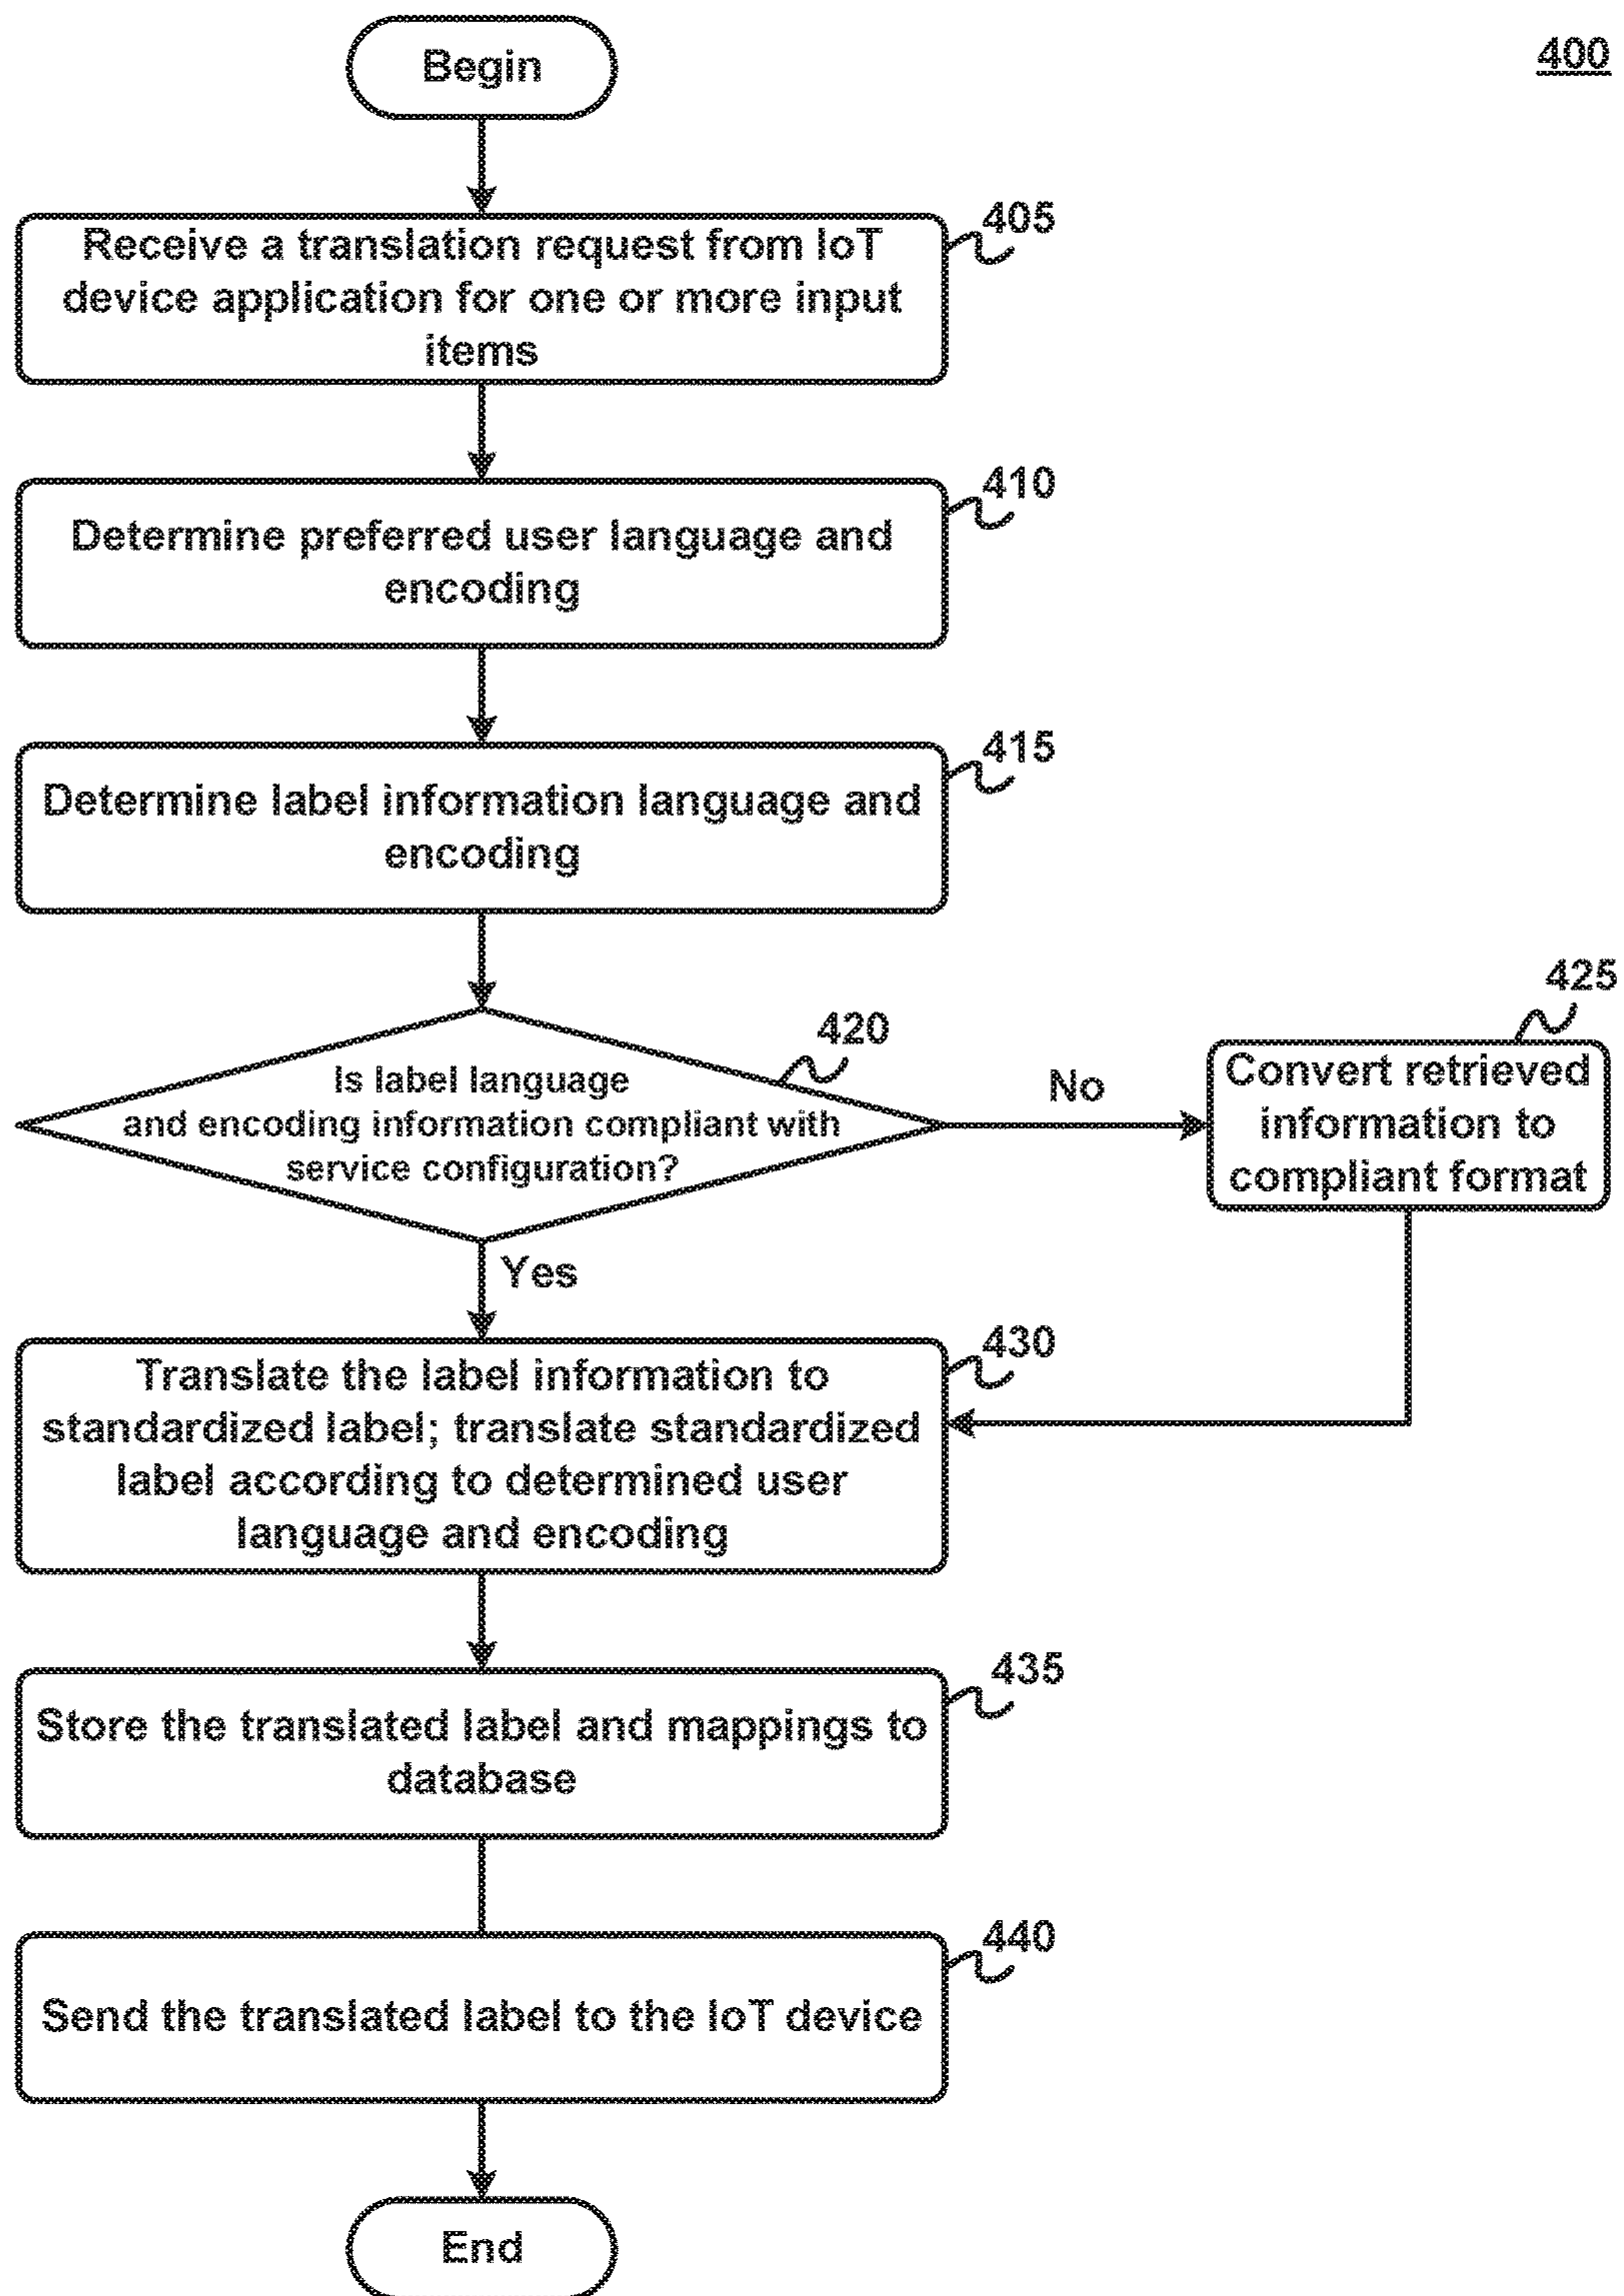 400
Begin
405
Receive a translation request from IoT
device application for one or more input
items
410
Determine preferred user language and
encoding
415
Determine label information language and
encoding
420
Is label language
and encoding information compliant with
service configuration?
No
425
Convert retrieved
information to
compliant format
Yes
430
Translate the label information to
standardized label; translate standardized
label according to determined user
language and encoding
435
Store the translated label and mappings to
database
440
Send the translated label to the IoT device
End